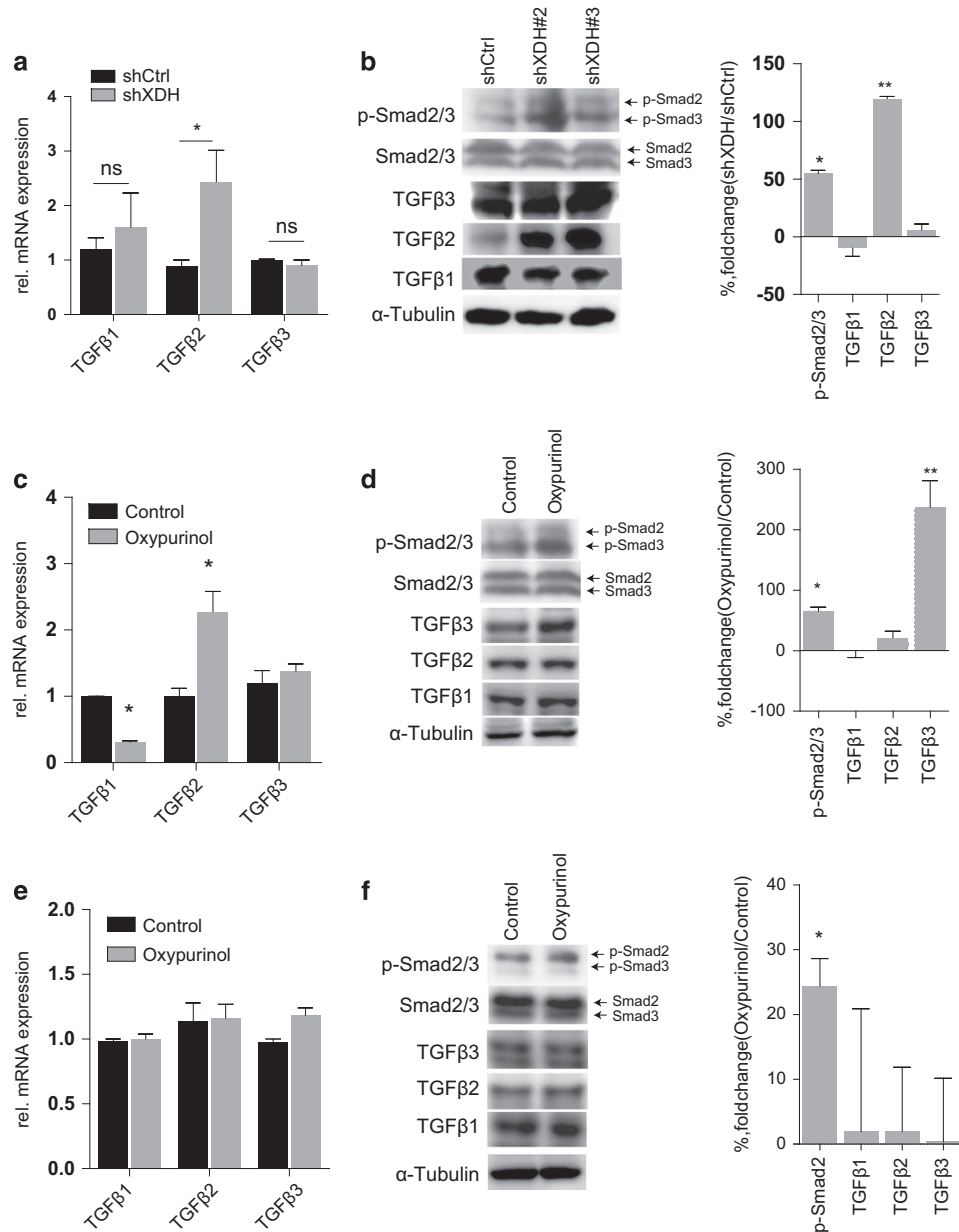 a
shCtrl
shXDH
rel. mRNA expression
4
3
2
1
0
ns
*
ns
TGFβ1
TGFβ2
TGFβ3
b
shCtrl
shXDH#2
shXDH#3
p-Smad2/3
p-Smad2
p-Smad3
Smad2/3
Smad2
Smad3
TGFβ3
TGFβ2
TGFβ1
α-Tubulin
%,foldchange(shXDH/shCtrl)
150
100
50
0
-50
*
**
p-Smad2/3
TGFβ1
TGFβ2
TGFβ3
c
Control
Oxypurinol
rel. mRNA expression
4
3
2
1
0
*
*
TGFβ1
TGFβ2
TGFβ3
d
Control
Oxypurinol
p-Smad2/3
p-Smad2
p-Smad3
Smad2/3
Smad2
Smad3
TGFβ3
TGFβ2
TGFβ1
α-Tubulin
%,foldchange(Oxypurinol/Control)
300
200
100
0
-100
*
**
p-Smad2/3
TGFβ1
TGFβ2
TGFβ3
e
Control
Oxypurinol
rel. mRNA expression
2.0
1.5
1.0
0.5
0.0
TGFβ1
TGFβ2
TGFβ3
f
Control
Oxypurinol
p-Smad2/3
p-Smad2
p-Smad3
Smad2/3
Smad2
Smad3
TGFβ3
TGFβ2
TGFβ1
α-Tubulin
%,foldchange(Oxypurinol/Control)
40
30
20
10
0
*
p-Smad2
TGFβ1
TGFβ2
TGFβ3